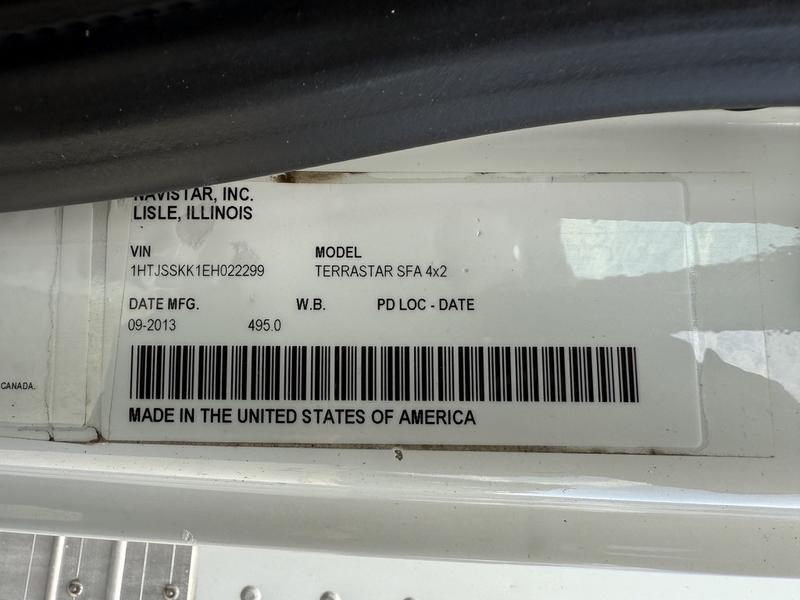 NAVISTAR, INC.
LISLE, ILLINOIS
VIN MODEL
1HTJSSKK1EH022299 TERRASTAR SFA 4x2
DATE MFG. W.B. PD LOC - DATE
09-2013 495.0
CANADA.
MADE IN THE UNITED STATES OF AMERICA